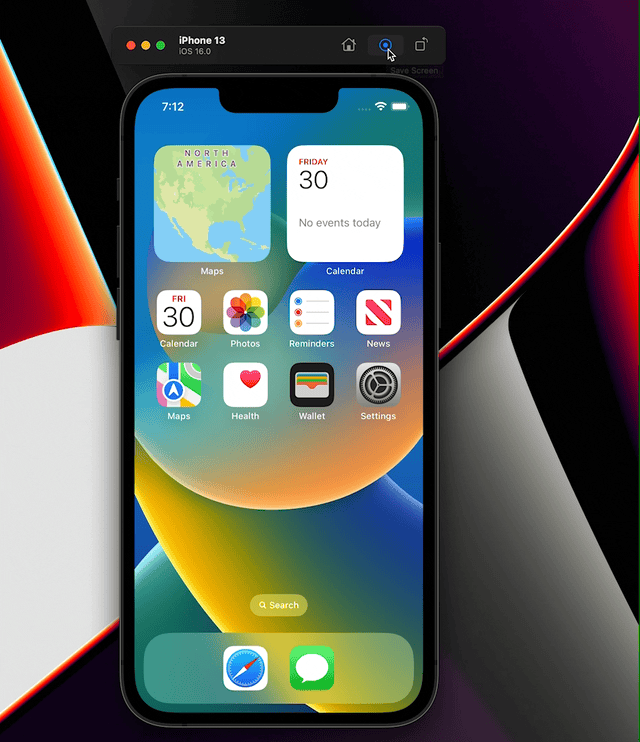 iPhone 13
iOS 16.0
Save Screen
7:12
NORTH
AMERICA
FRIDAY
30
No events today
Maps
Calendar
FRI
30
Calendar
Photos
Reminders
News
Maps
Health
Wallet
Settings
Search